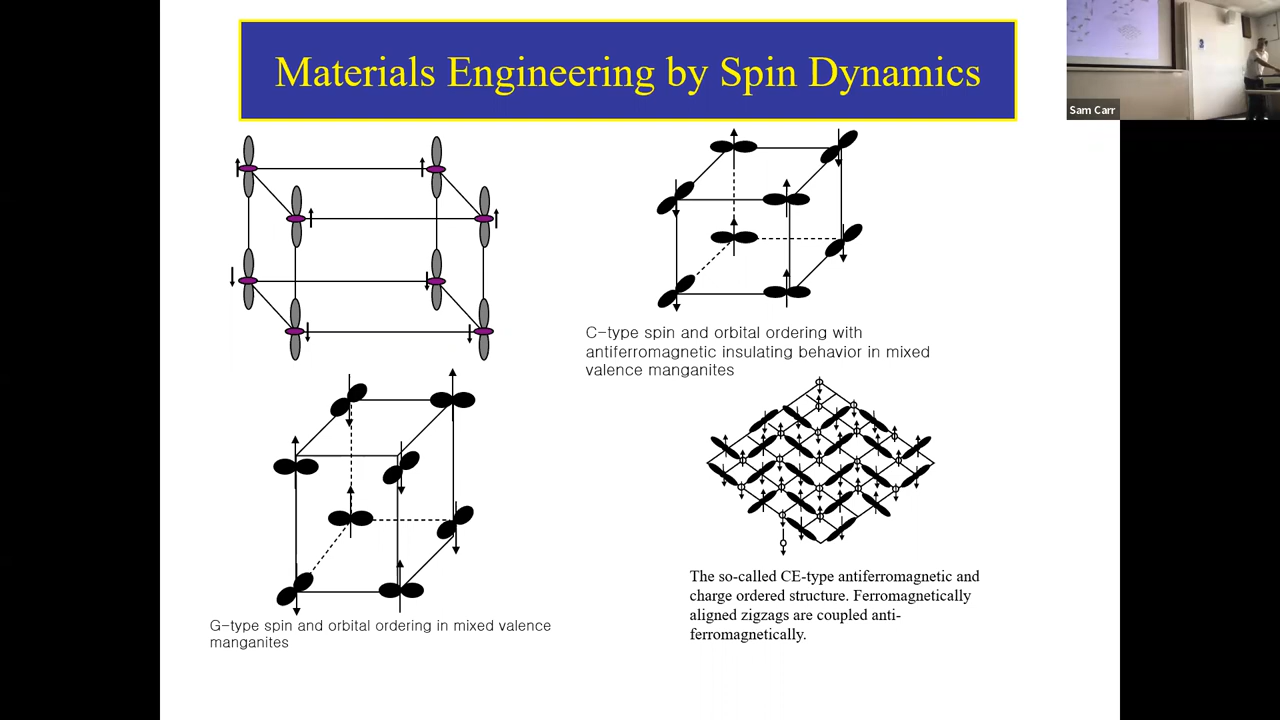 Materials Engineering by Spin Dynamics
Sam Carr
C-type spin and orbital ordering with
antiferromagnetic insulating behavior in mixed
valence manganites
G-type spin and orbital ordering in mixed valence
manganites
The so-called CE-type antiferromagnetic and
charge ordered structure. Ferromagnetically
aligned zigzags are coupled anti-
ferromagnetically.